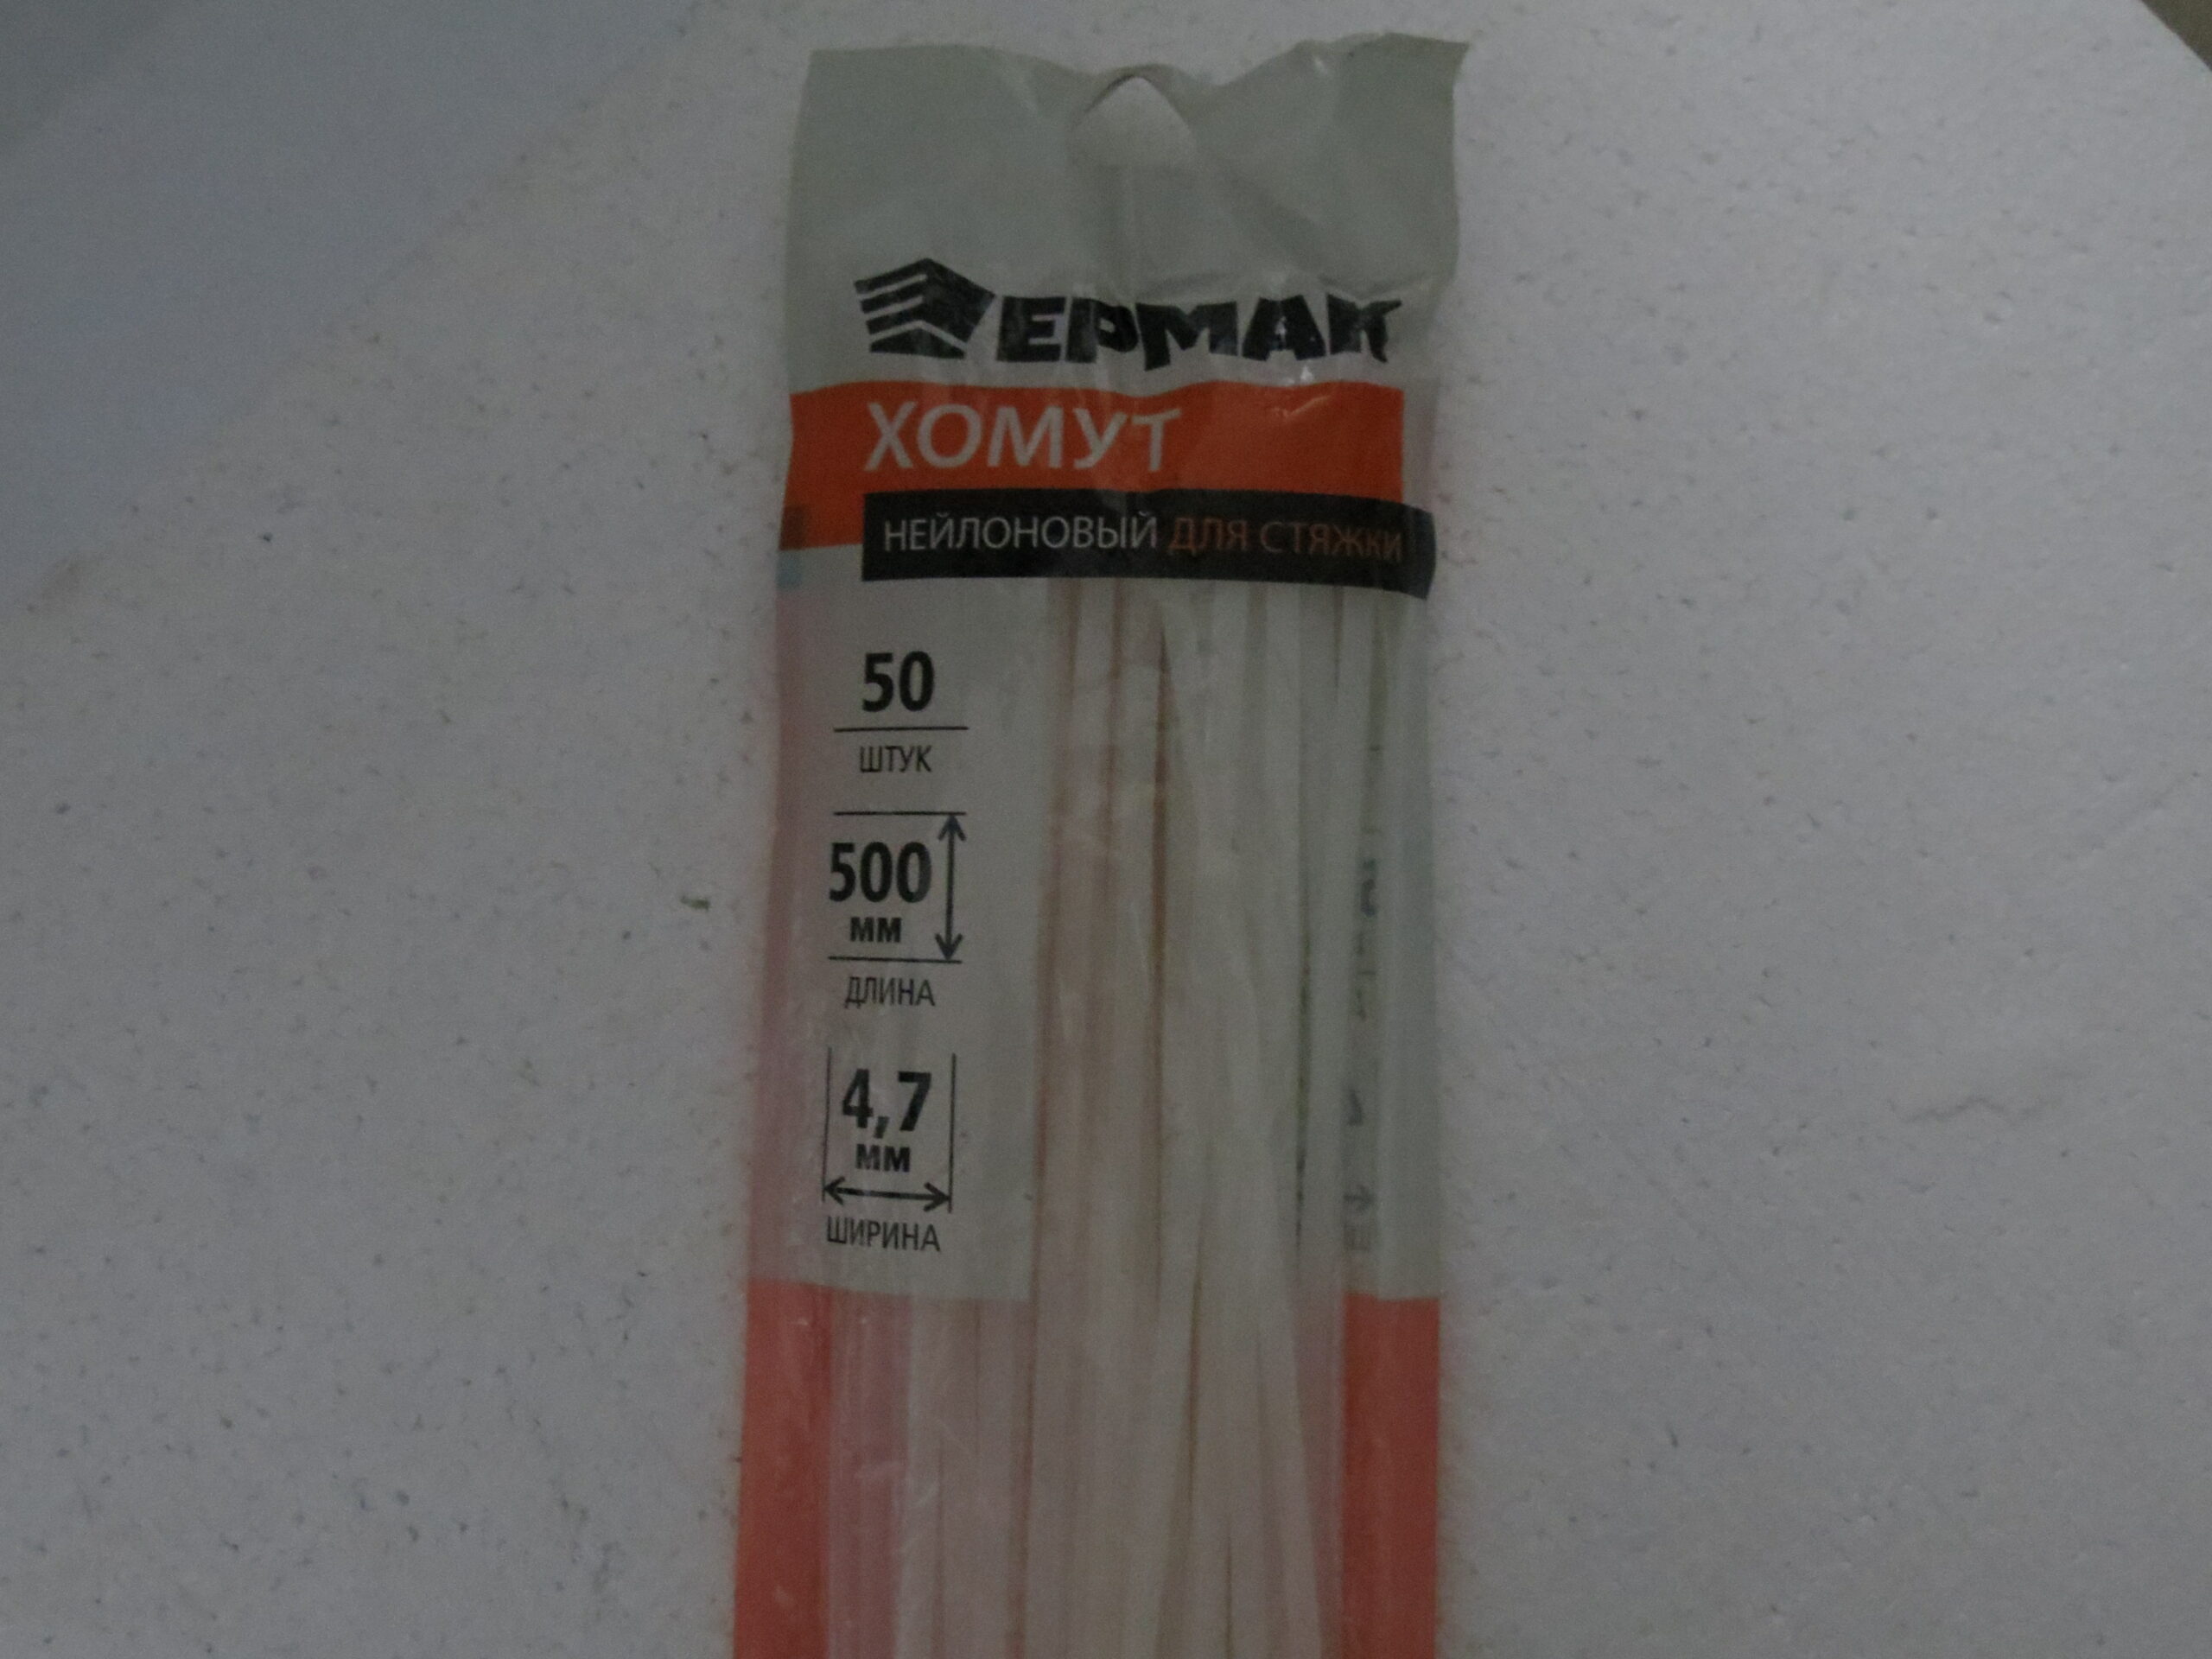 ЕРМАК
ХОМУТ
НЕЙЛОНОВЫЙ ДЛЯ СТЯЖКИ
50
ШТУК
500
ММ
ДЛИНА
4,7
ММ
ШИРИНА